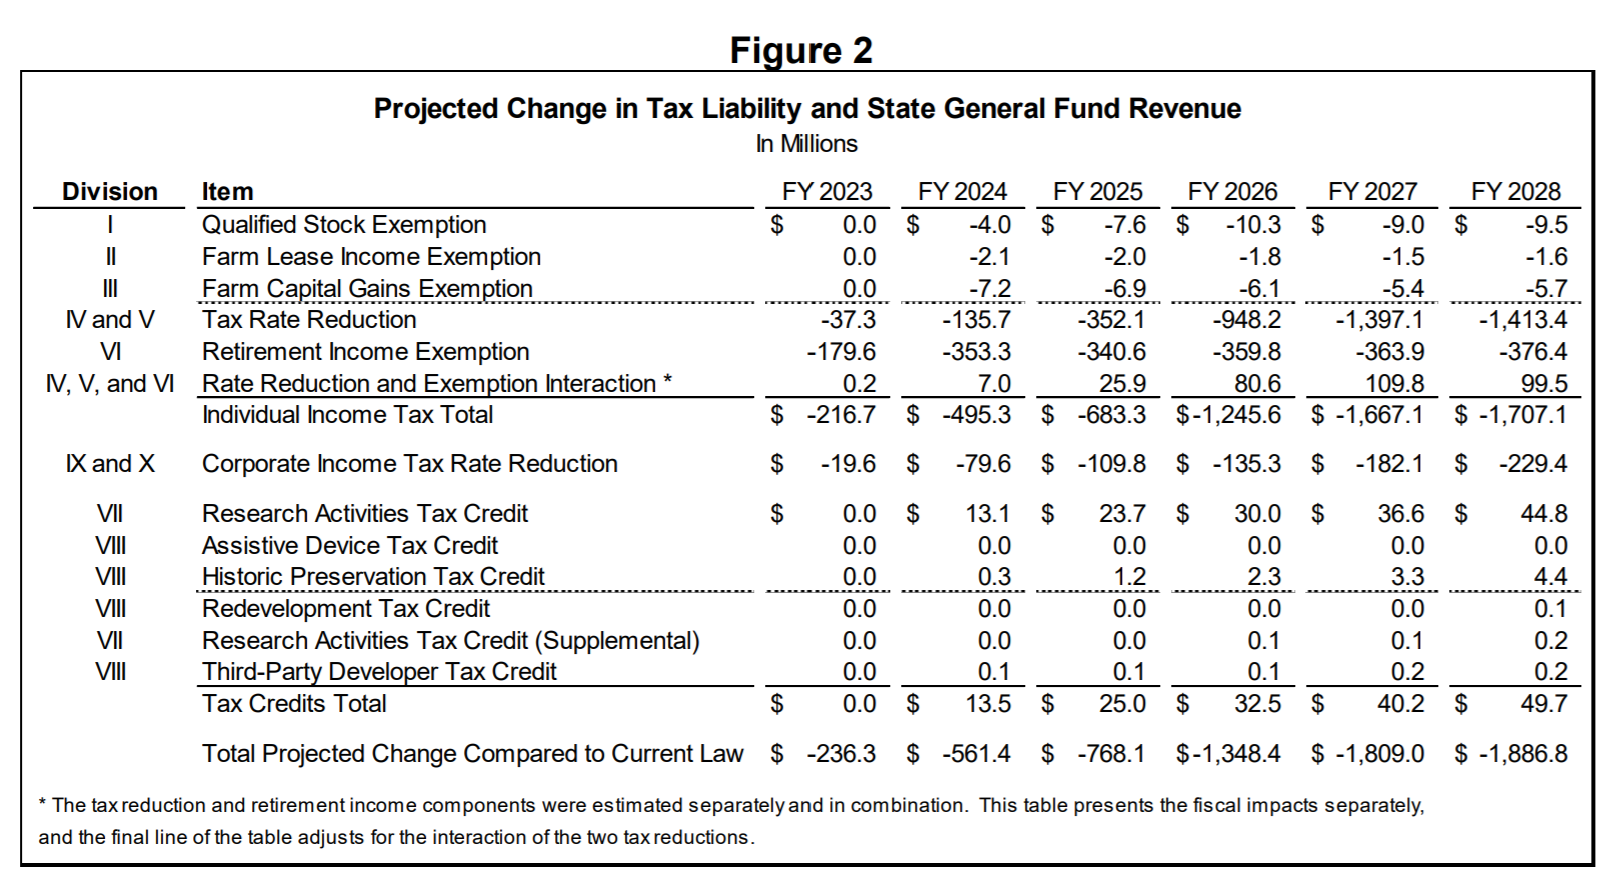 Figure 2
Projected Change in Tax Liability and State General Fund Revenue
In Millions
Division Item FY 2023 FY 2024 FY 2025 FY 2026 FY 2027 FY 2028
I Qualified Stock Exemption $ 0.0 $ -4.0 $ -7.6 $ -10.3 $ -9.0 $ -9.5
II Farm Lease Income Exemption 0.0 -2.1 -2.0 -1.8 -1.5 -1.6
III Farm Capital Gains Exemption 0.0 -7.2 -6.9 -6.1 -5.4 -5.7
IV and V Tax Rate Reduction -37.3 -135.7 -352.1 -948.2 -1,397.1 -1,413.4
VI Retirement Income Exemption -179.6 -353.3 -340.6 -359.8 -363.9 -376.4
IV, V, and VI Rate Reduction and Exemption Interaction * 0.2 7.0 25.9 80.6 109.8 99.5
Individual Income Tax Total $ -216.7 $ -495.3 $ -683.3 $ -1,245.6 $ -1,667.1 $ -1,707.1
IX and X Corporate Income Tax Rate Reduction $ -19.6 $ -79.6 $ -109.8 $ -135.3 $ -182.1 $ -229.4
VII Research Activities Tax Credit $ 0.0 $ 13.1 $ 23.7 $ 30.0 $ 36.6 $ 44.8
VIII Assistive Device Tax Credit 0.0 0.0 0.0 0.0 0.0 0.0
VIII Historic Preservation Tax Credit 0.0 0.3 1.2 2.3 3.3 4.4
VIII Redevelopment Tax Credit 0.0 0.0 0.0 0.0 0.0 0.1
VII Research Activities Tax Credit (Supplemental) 0.0 0.0 0.0 0.1 0.1 0.2
VIII Third-Party Developer Tax Credit 0.0 0.1 0.1 0.1 0.2 0.2
Tax Credits Total $ 0.0 $ 13.5 $ 25.0 $ 32.5 $ 40.2 $ 49.7
Total Projected Change Compared to Current Law $ -236.3 $ -561.4 $ -768.1 $ -1,348.4 $ -1,809.0 $ -1,886.8
* The tax reduction and retirement income components were estimated separately and in combination. This table presents the fiscal impacts separately,
and the final line of the table adjusts for the interaction of the two tax reductions.